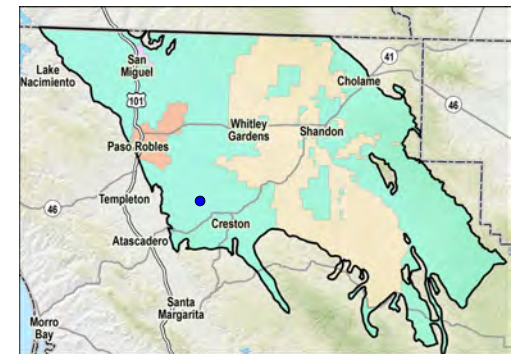 San
Miguel
Lake
Nacimiento
41
Cholame
101
46
Whitley
Gardens
Shandon
Paso Robles
Templeton
46
Creston
Atascadero
Santa
Margarita
Morro
Bay